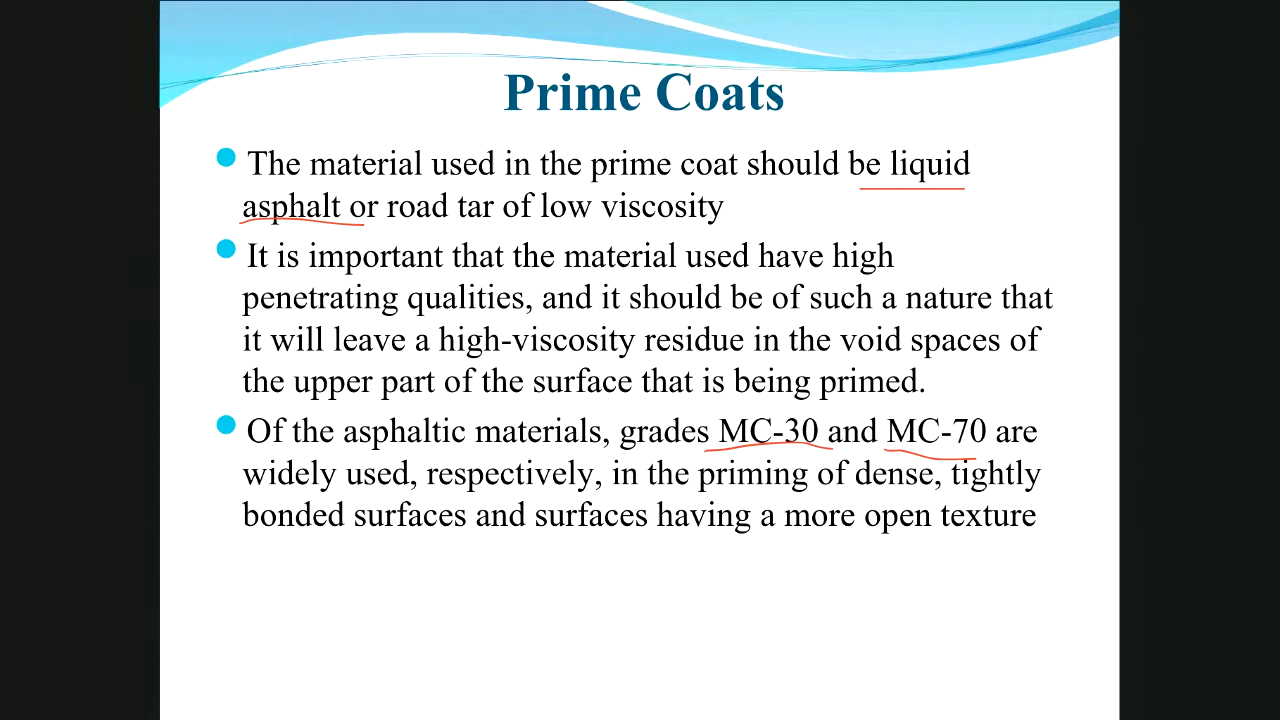 Prime Coats
The material used in the prime coat should be liquid
asphalt or road tar of low viscosity
It is important that the material used have high
penetrating qualities, and it should be of such a nature that
it will leave a high-viscosity residue in the void spaces of
the upper part of the surface that is being primed.
Of the asphaltic materials, grades MC-30 and MC-70 are
widely used, respectively, in the priming of dense, tightly
bonded surfaces and surfaces having a more open texture